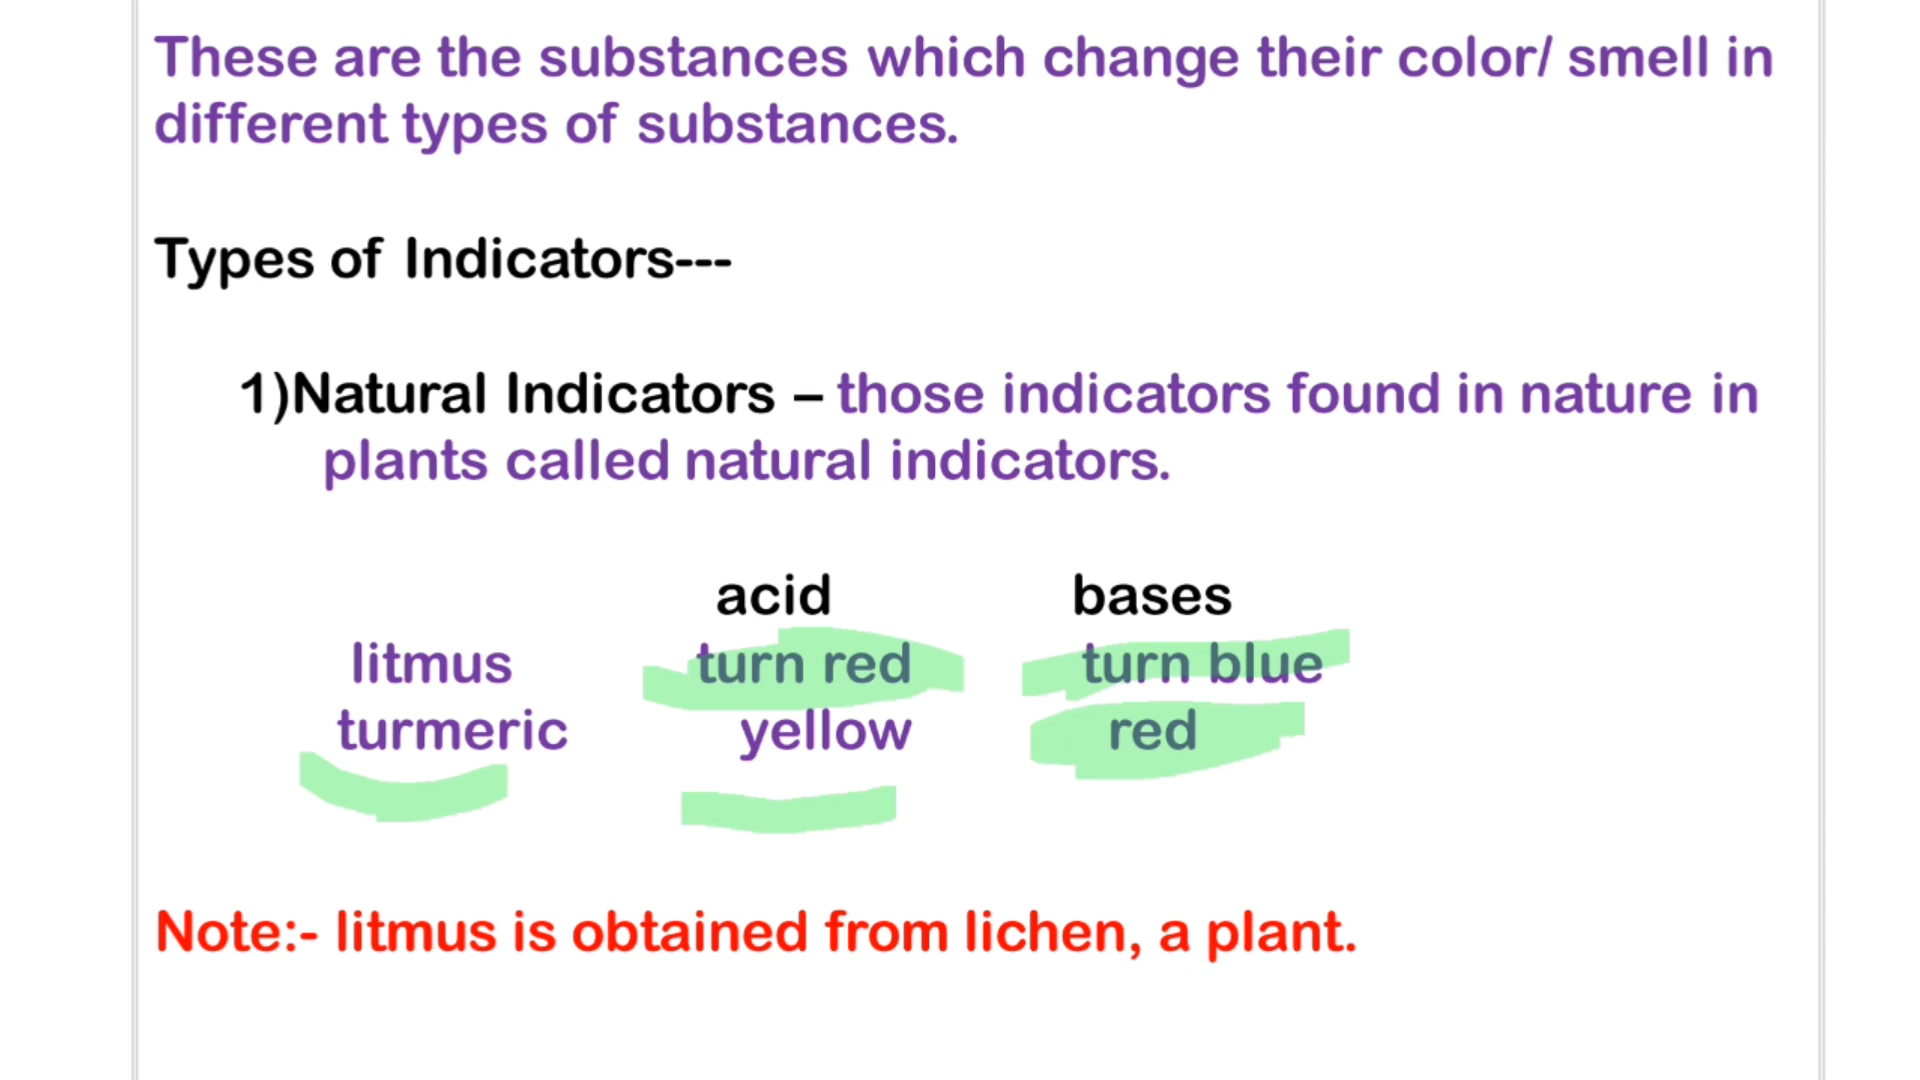 These are the substances which change their color/ smell in
different types of substances.
Types of Indicators---
1)Natural Indicators – those indicators found in nature in
plants called natural indicators.
acid bases
litmus turn red turn blue
turmeric yellow red
Note:- litmus is obtained from lichen, a plant.